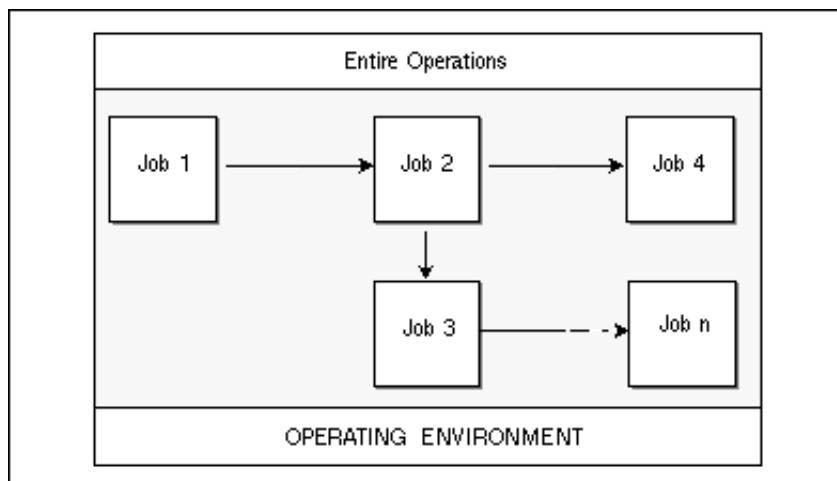 Entire Operations
Job 1
Job 2
Job 4
Job 3
Job n
OPERATING ENVIRONMENT